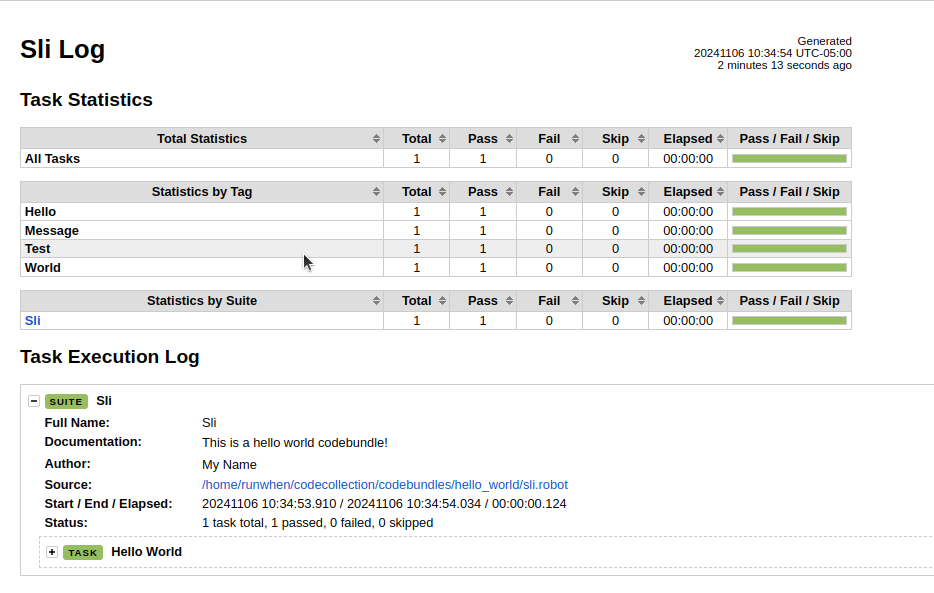 Sli Log
Generated
20241106 10:34:54 UTC-05:00
2 minutes 13 seconds ago
Task Statistics
Total Statistics Total Pass Fail Skip Elapsed Pass / Fail / Skip
All Tasks 1 1 0 0 00:00:00
Statistics by Tag Total Pass Fail Skip Elapsed Pass / Fail / Skip
Hello 1 1 0 0 00:00:00
Message 1 1 0 0 00:00:00
Test 1 1 0 0 00:00:00
World 1 1 0 0 00:00:00
Statistics by Suite Total Pass Fail Skip Elapsed Pass / Fail / Skip
Sli 1 1 0 0 00:00:00
Task Execution Log
SUITE Sli
Full Name: Sli
Documentation: This is a hello world codebundle!
Author: My Name
Source: /home/runwhen/codecollection/codebundles/hello_world/sli.robot
Start / End / Elapsed: 20241106 10:34:53.910 / 20241106 10:34:54.034 / 00:00:00.124
Status: 1 task total, 1 passed, 0 failed, 0 skipped
TASK Hello World